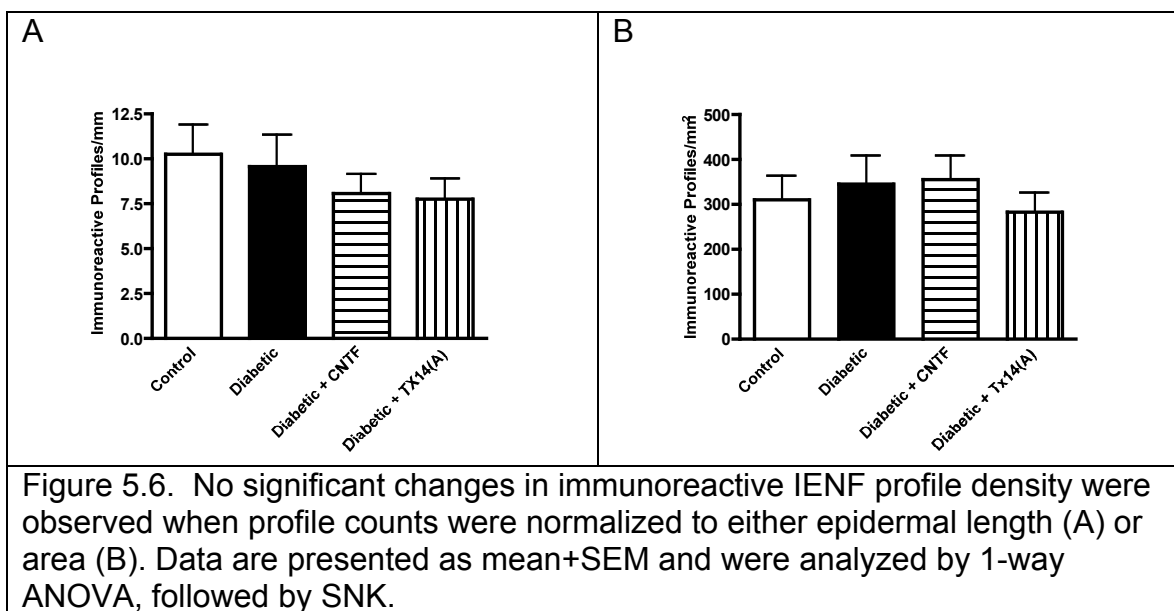 A
Immunoreactive Profiles/mm
12.5
10.0
7.5
5.0
2.5
0.0
Control
Diabetic
Diabetic + CNTF
Diabetic + TX14(A)
B
Immunoreactive Profiles/mm²
500
400
300
200
100
0
Control
Diabetic
Diabetic + CNTF
Diabetic + Tx14(A)
Figure 5.6.  No significant changes in immunoreactive IENF profile density were
observed when profile counts were normalized to either epidermal length (A) or
area (B). Data are presented as mean+SEM and were analyzed by 1-way
ANOVA, followed by SNK.